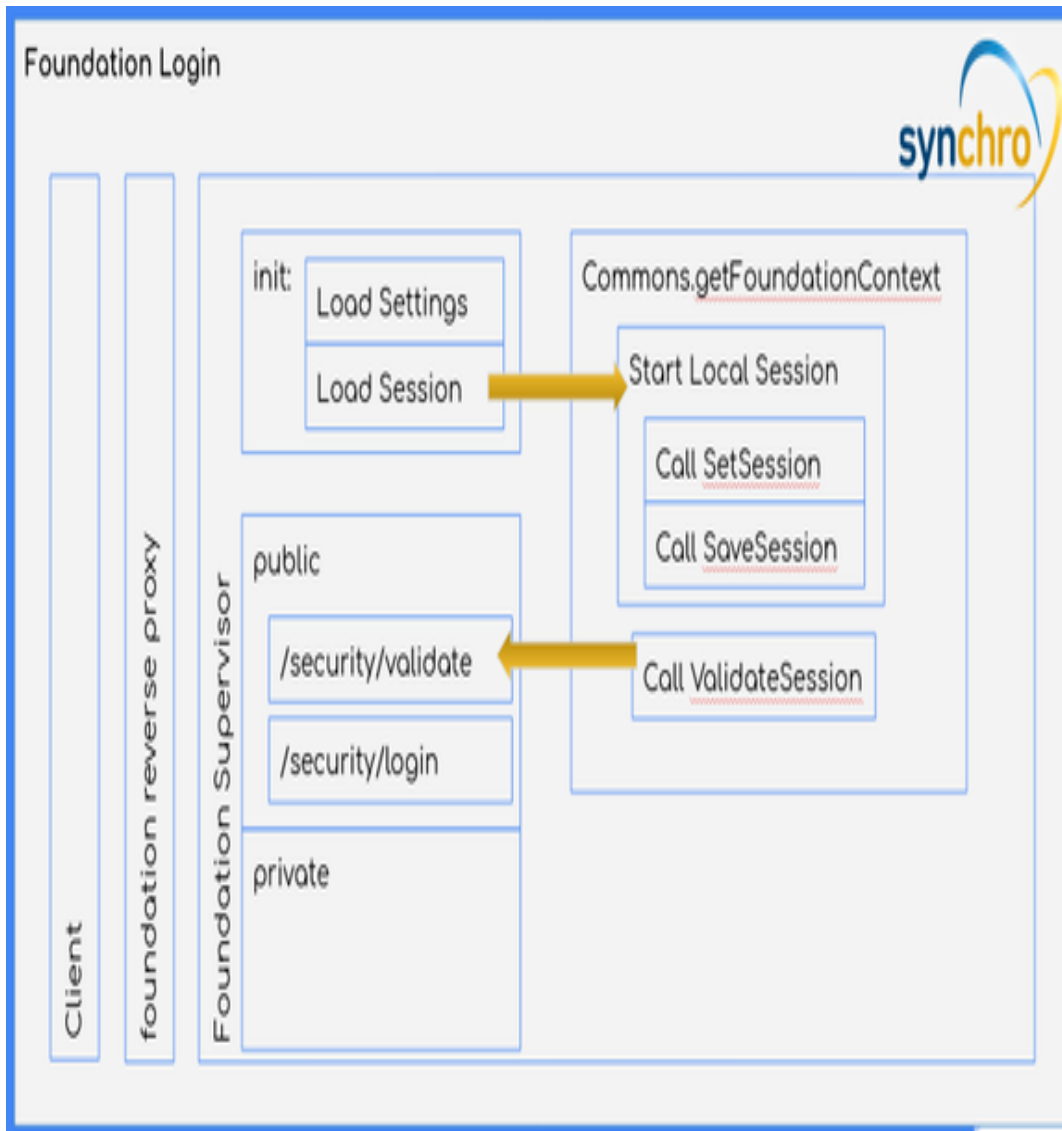 Foundation Login
synchro
Client
foundation reverse proxy
Foundation Supervisor
init:
Load Settings
Load Session
public
/security/validate
/security/login
private
Commons.getFoundationContext
Start Local Session
Call SetSession
Call SaveSession
Call ValidateSession